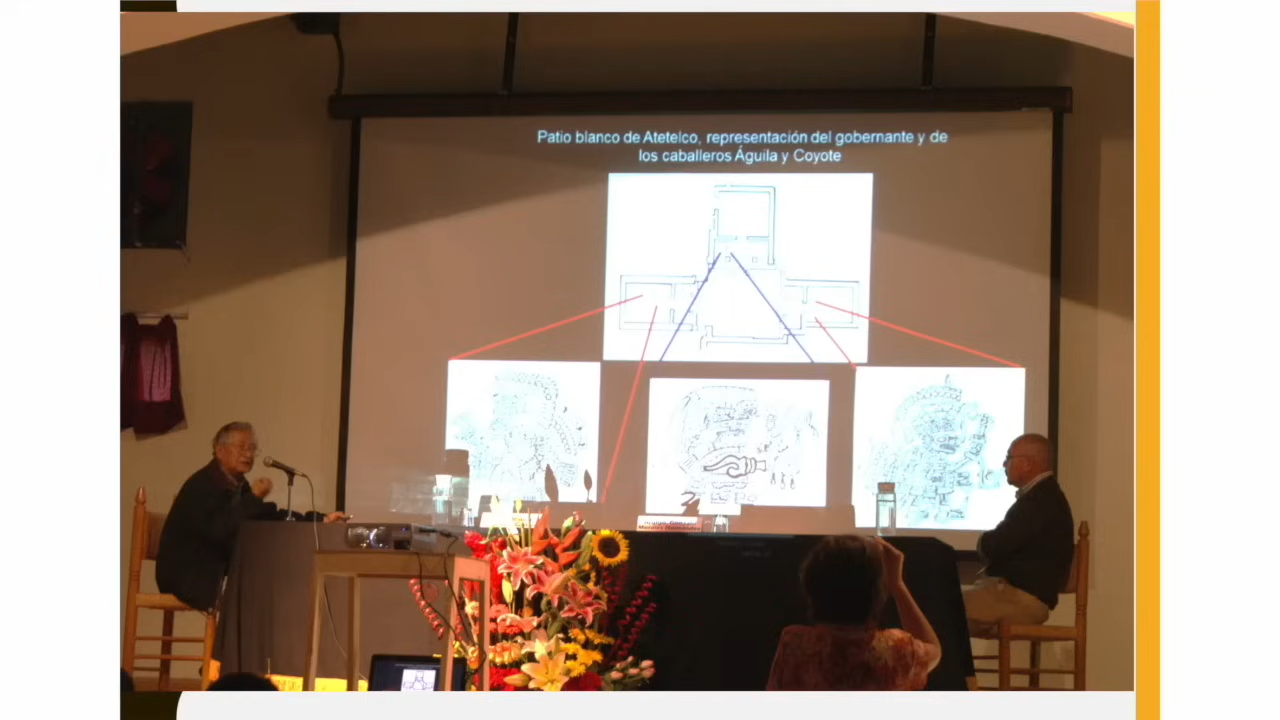 Patio blanco de Atetelco, representación del gobernante y de
los caballeros Águila y Coyote